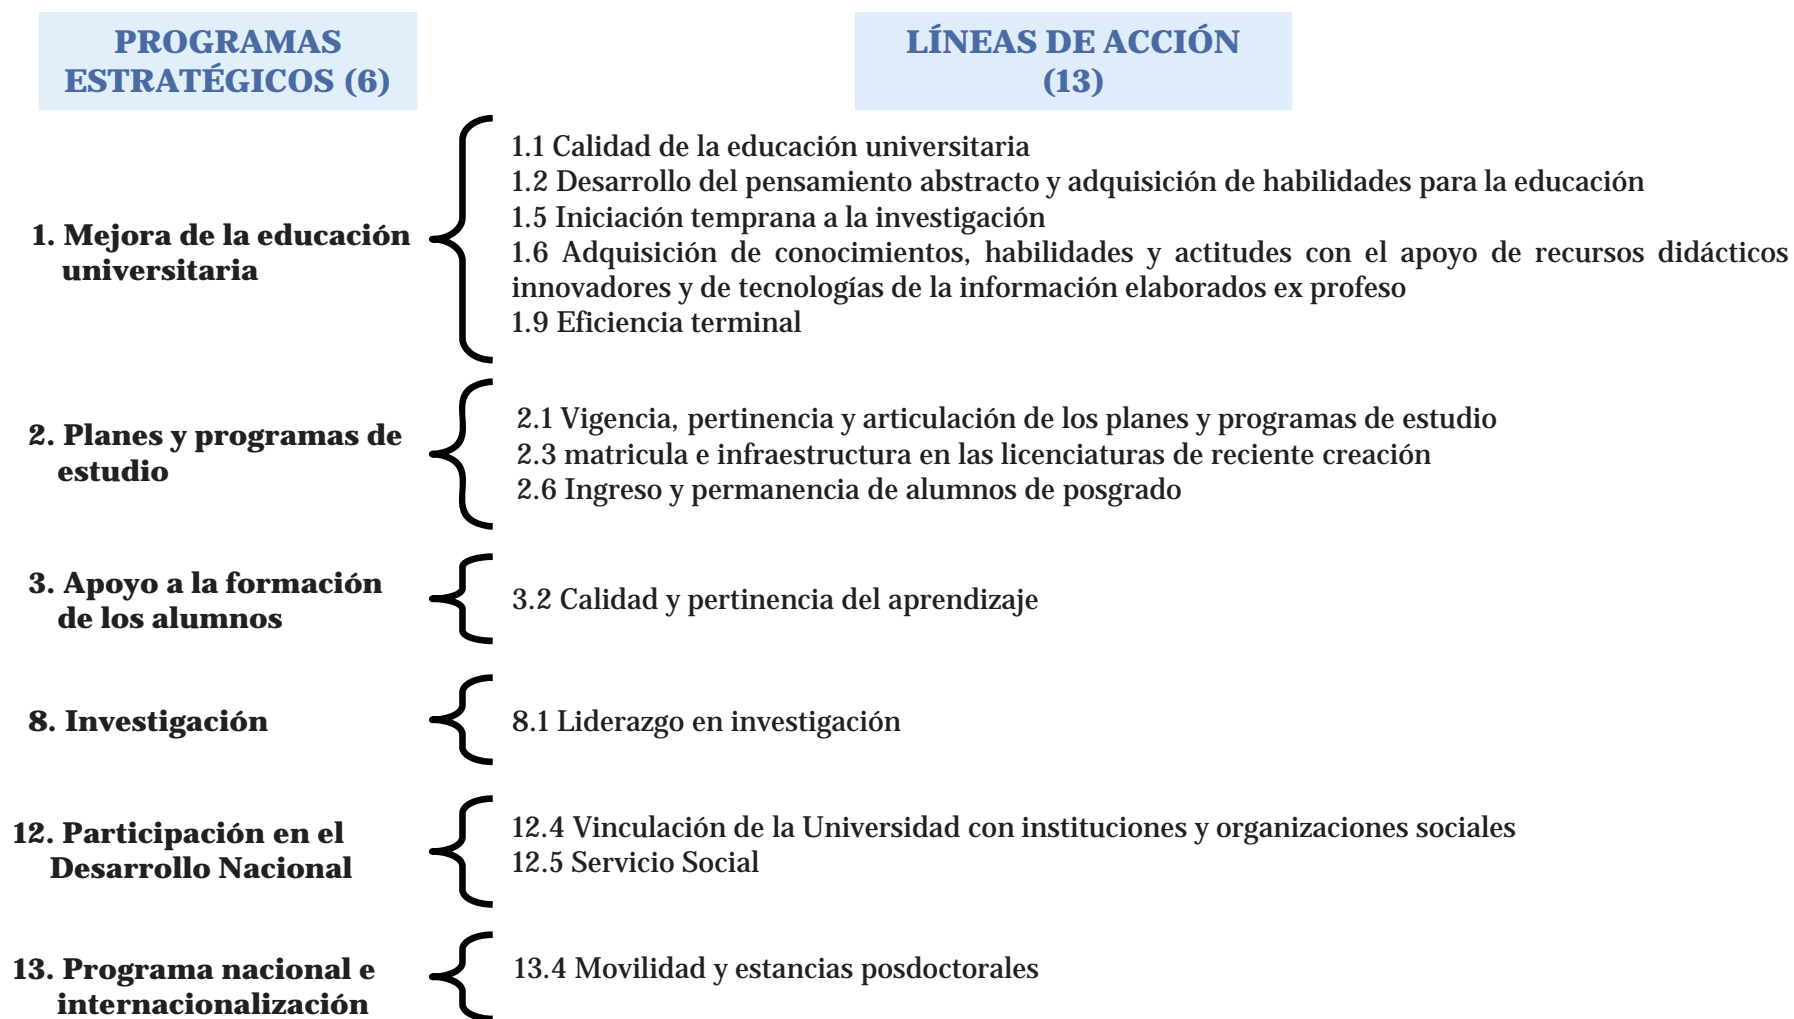 PROGRAMAS
ESTRATÉGICOS (6)
LÍNEAS DE ACCIÓN
(13)
1. Mejora de la educación
universitaria
1.1 Calidad de la educación universitaria
1.2 Desarrollo del pensamiento abstracto y adquisición de habilidades para la educación
1.5 Iniciación temprana a la investigación
1.6 Adquisición de conocimientos, habilidades y actitudes con el apoyo de recursos didácticos
innovadores y de tecnologías de la información elaborados ex profeso
1.9 Eficiencia terminal
2. Planes y programas de
estudio
2.1 Vigencia, pertinencia y articulación de los planes y programas de estudio
2.3 matricula e infraestructura en las licenciaturas de reciente creación
2.6 Ingreso y permanencia de alumnos de posgrado
3. Apoyo a la formación
de los alumnos
3.2 Calidad y pertinencia del aprendizaje
8. Investigación
8.1 Liderazgo en investigación
12. Participación en el
Desarrollo Nacional
12.4 Vinculación de la Universidad con instituciones y organizaciones sociales
12.5 Servicio Social
13. Programa nacional e
internacionalización
13.4 Movilidad y estancias posdoctorales